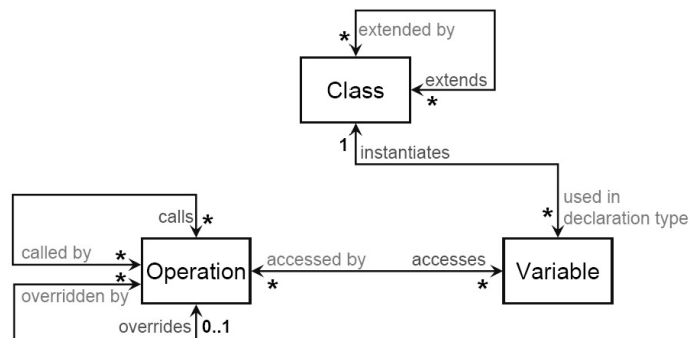 * extended by
Class
extends
*
1
instantiates
used in
* declaration type
calls *
called by *
Operation
accessed by
accesses
Variable
*
*
*
overridden by
overrides 0..1